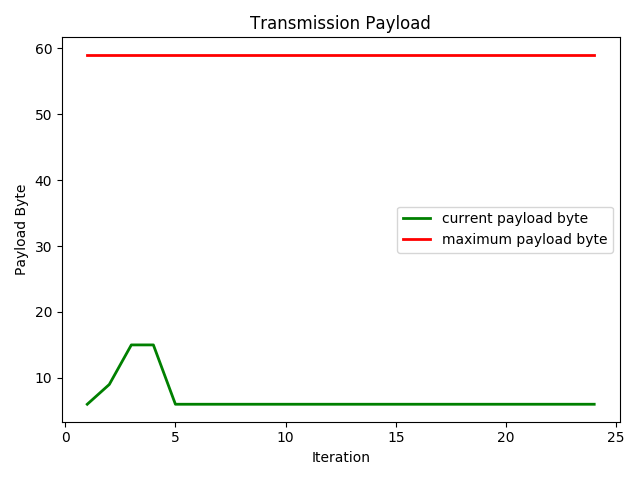 Transmission Payload
60
50
40
30
20
10
Payload Byte
current payload byte
maximum payload byte
0 5 10 15 20 25
Iteration